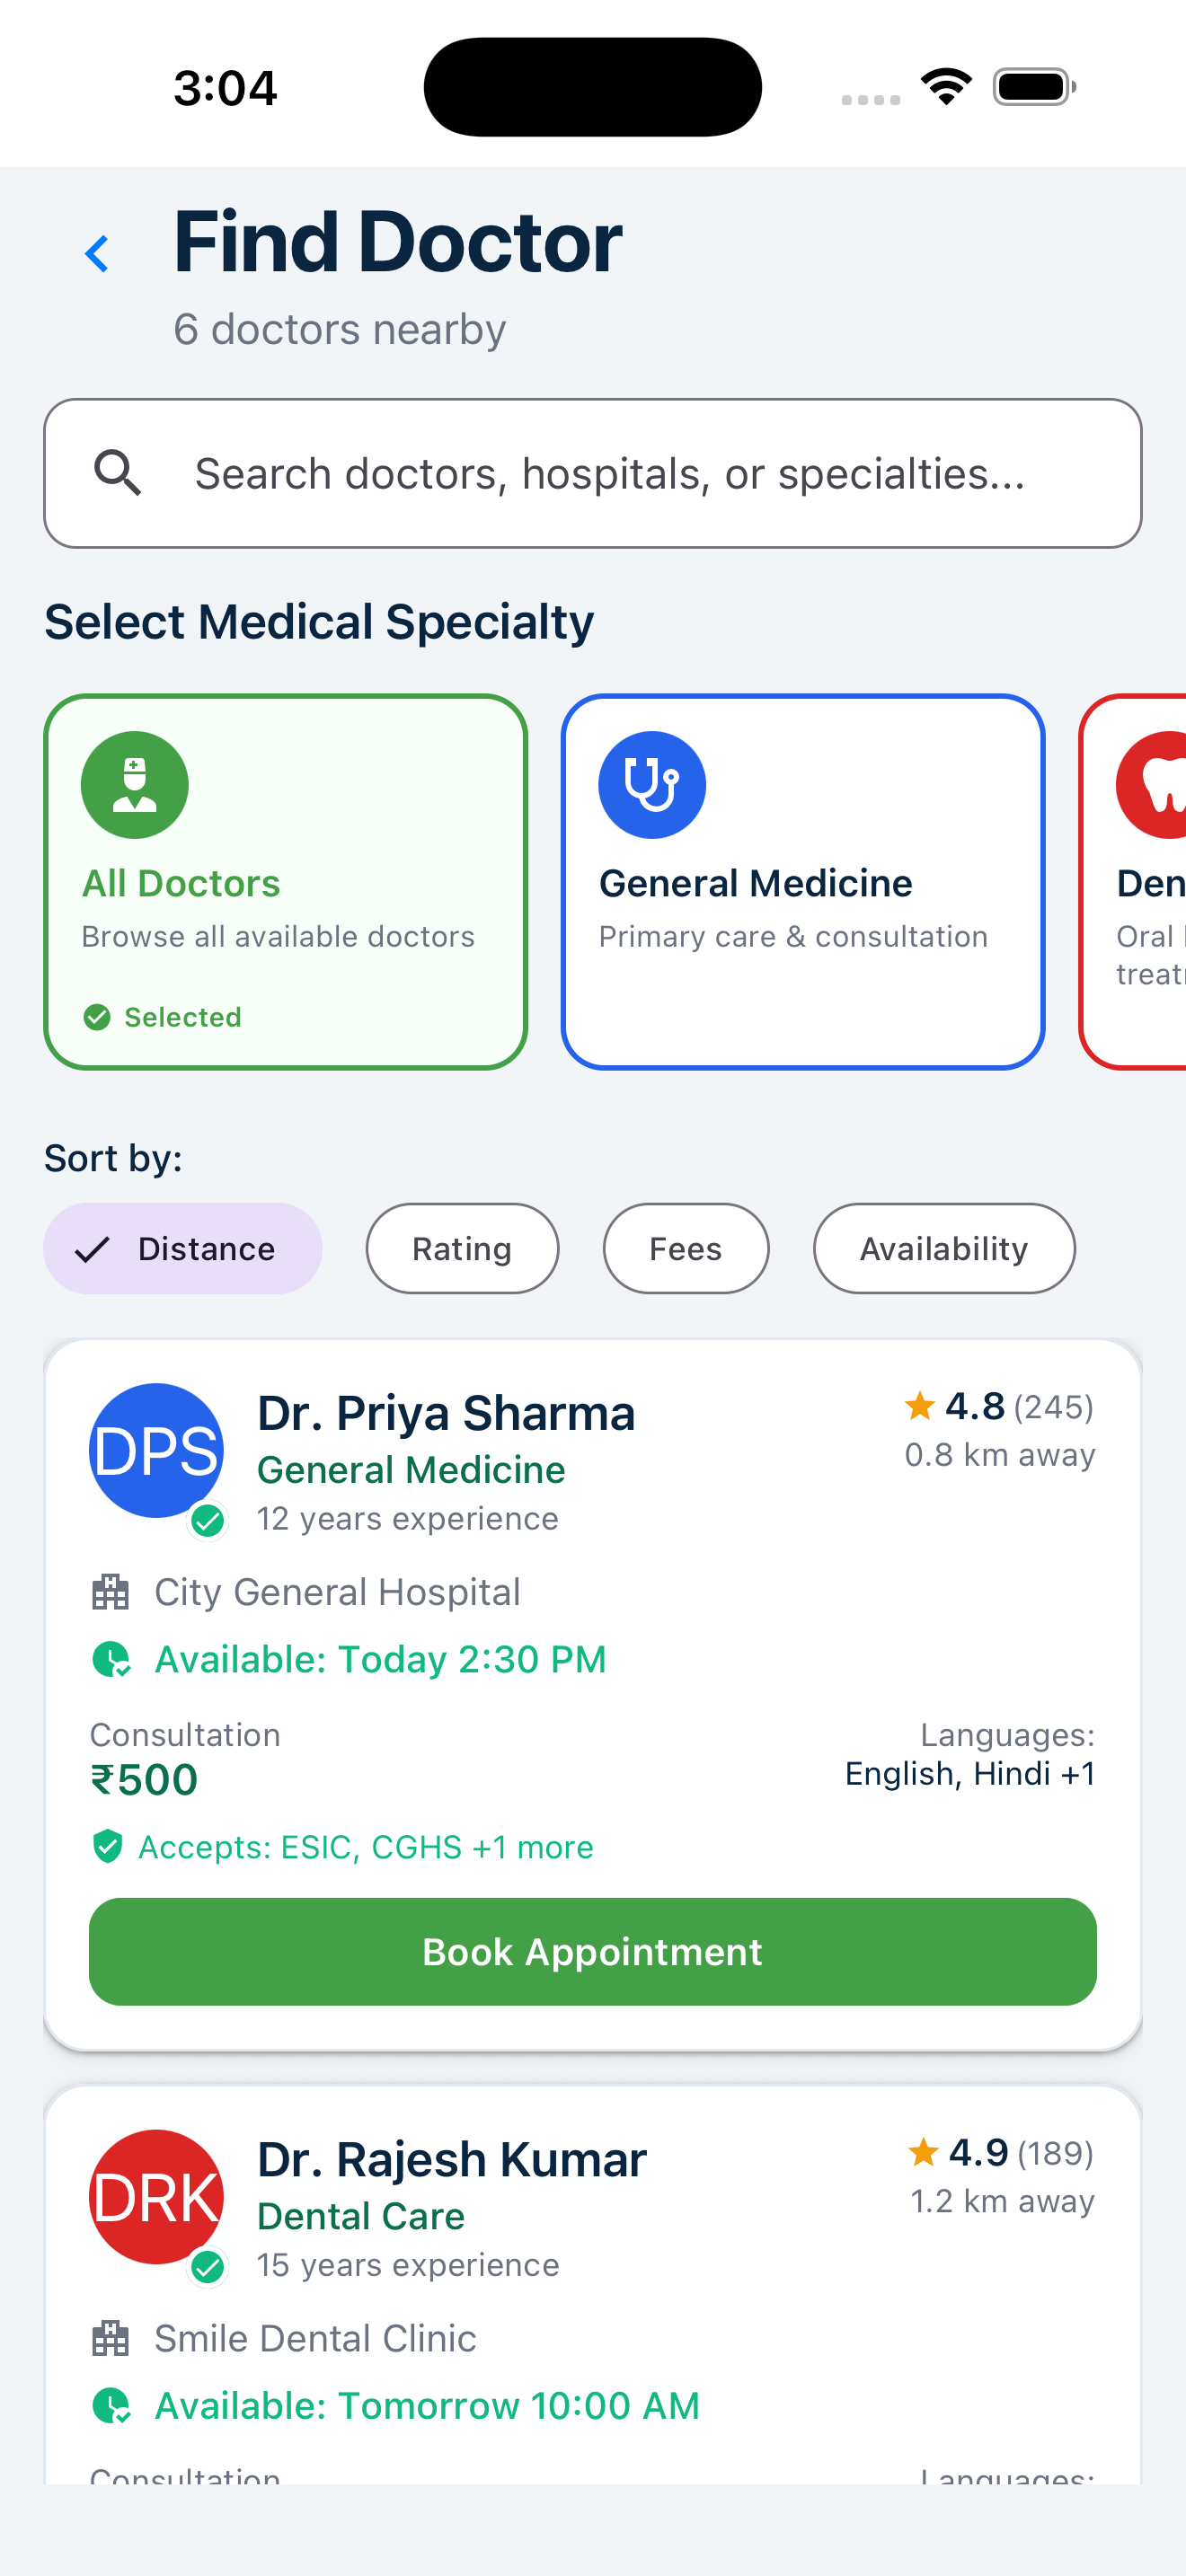 3:04
Find Doctor
6 doctors nearby
Search doctors, hospitals, or specialties...
Select Medical Specialty
All Doctors
Browse all available doctors
Selected
General Medicine
Primary care & consultation
Den
Oral
treat
Sort by:
Distance
Rating
Fees
Availability
DPS
Dr. Priya Sharma
General Medicine
12 years experience
4.8 (245)
0.8 km away
City General Hospital
Available: Today 2:30 PM
Consultation
₹500
Languages:
English, Hindi +1
Accepts: ESIC, CGHS +1 more
Book Appointment
DRK
Dr. Rajesh Kumar
Dental Care
15 years experience
4.9 (189)
1.2 km away
Smile Dental Clinic
Available: Tomorrow 10:00 AM
Consultation
Languages: